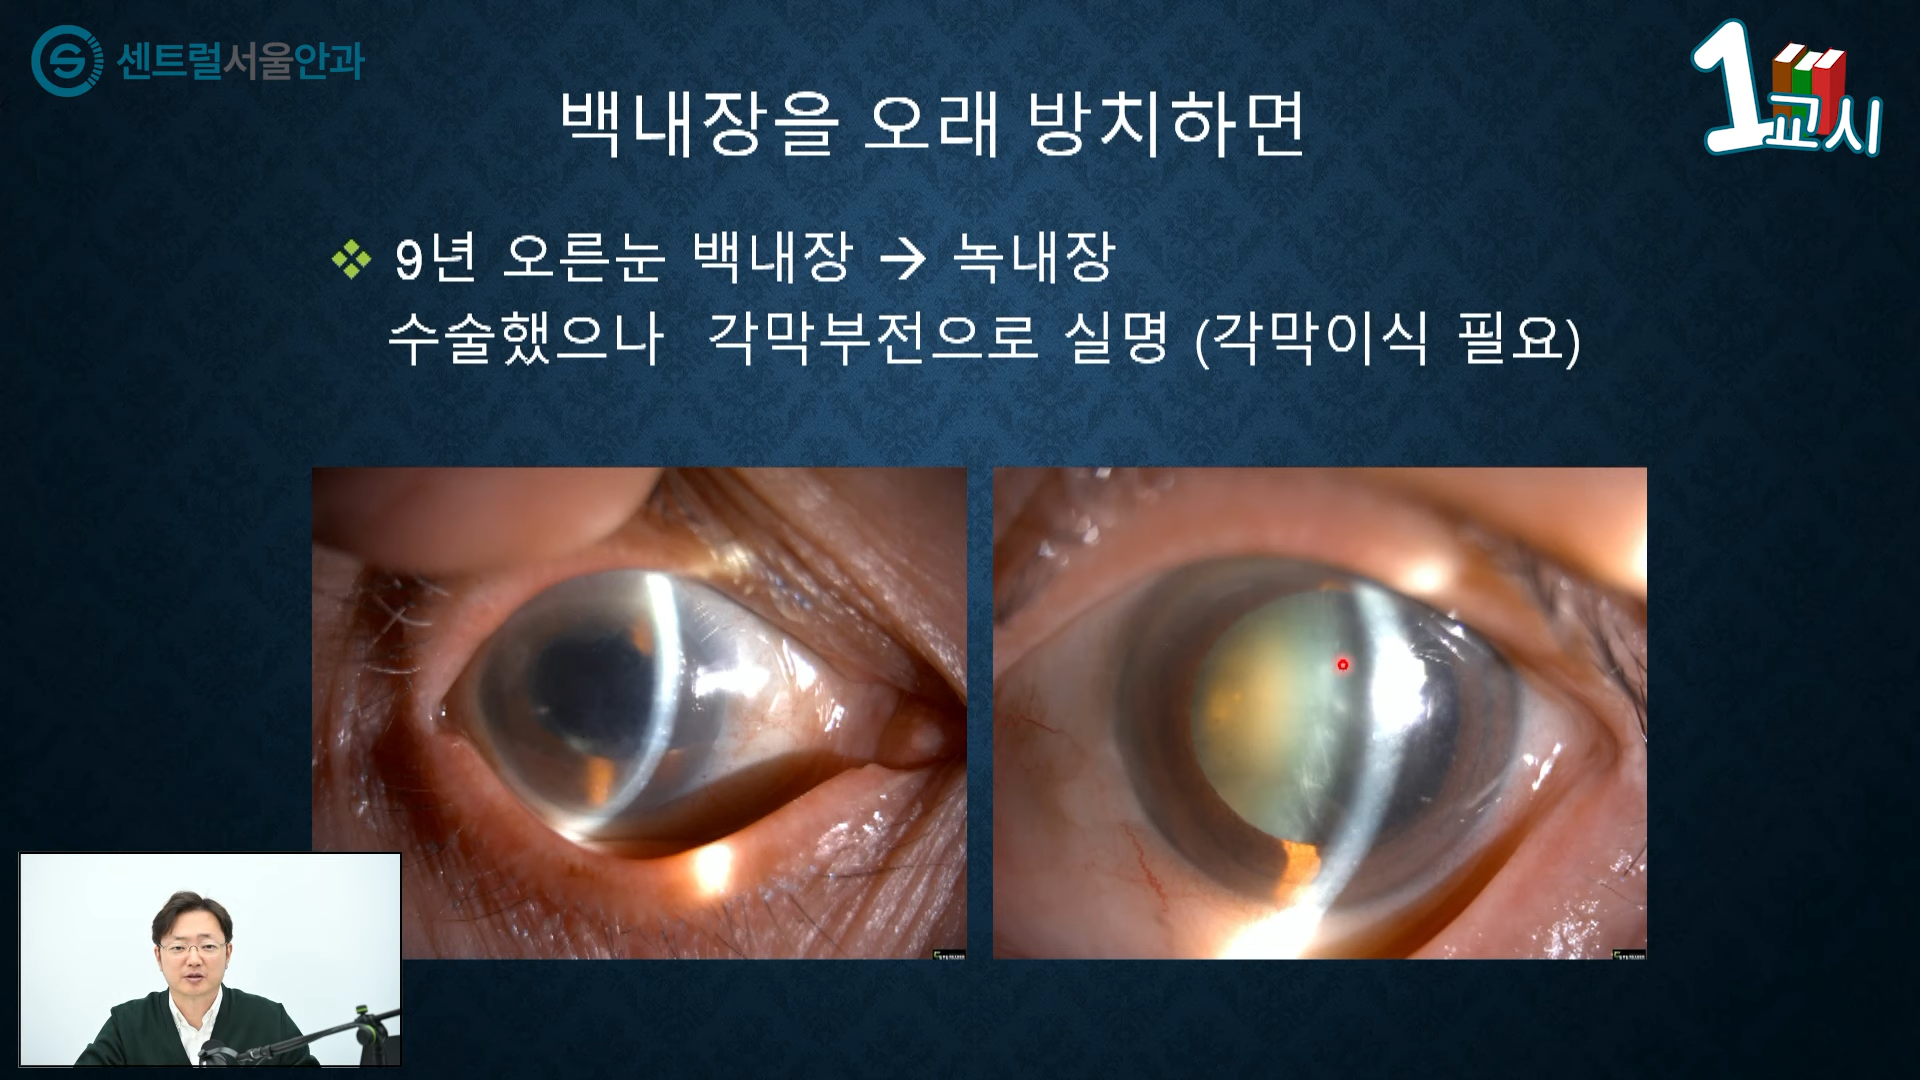 센트럴서울안과
1교시
백내장을 오래 방치하면
9년 오른눈 백내장 → 녹내장
수술했으나 각막부전으로 실명 (각막이식 필요)